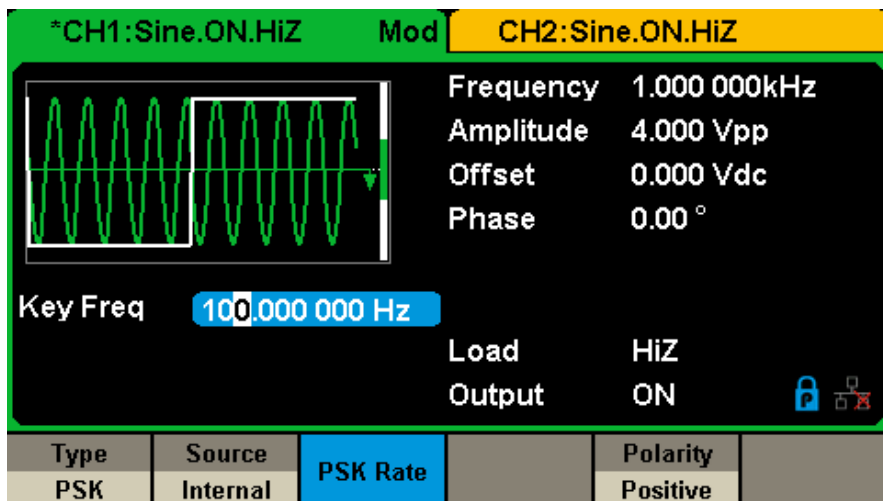 *CH1:Sine.ON.HiZ Mod
CH2:Sine.ON.HiZ
Frequency 1.000 000kHz
Amplitude 4.000 Vpp
Offset 0.000 Vdc
Phase 0.00 °
Key Freq 100.000 000 Hz
Load HiZ
Output ON
P
Type Source PSK Rate Polarity
PSK Internal Positive